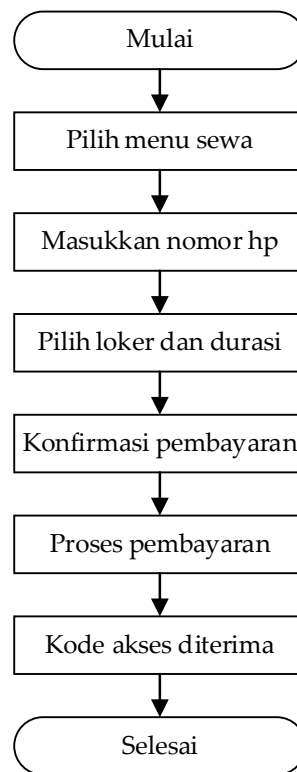 Mulai
Pilih menu sewa
Masukkan nomor hp
Pilih loker dan durasi
Konfirmasi pembayaran
Proses pembayaran
Kode akses diterima
Selesai